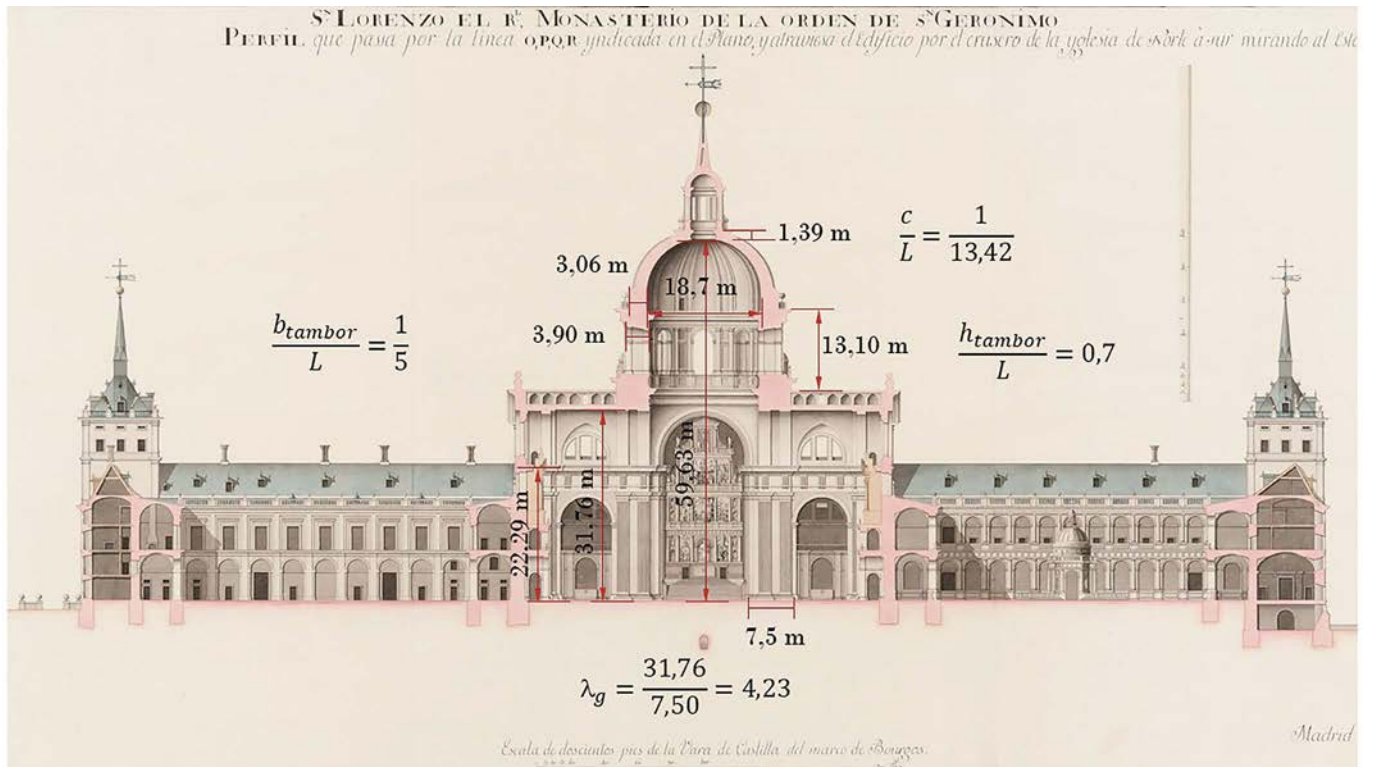 Sⁿ LORENZO EL Rˡ. MONASTERIO DE LA ORDEN DE Sⁿ GERONIMO
PERFIL que passa por la linea O,P,Q,R yndicada en el Plano, y atraviesa el Edificio por el crusero de la yglesia de Norte à sur mirando al Este
1,39 m
c/L = 1/13,42
3,06 m
18,7 m
b_tambor/L = 1/5
3,90 m
13,10 m
h_tambor/L = 0,7
59,63 m
31,76 m
22,29 m
7,5 m
λ_g = 31,76/7,50 = 4,23
Madrid
Escala de doscientos pies de la Vara de Castilla del marco de Bourgos.